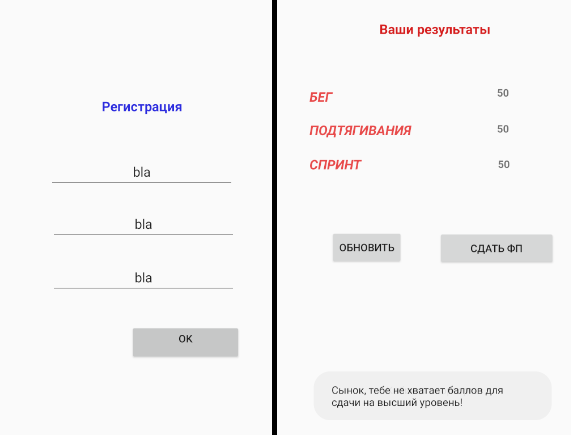 Регистрация
bla
bla
bla
OK
Ваши результаты
БЕГ 50
ПОДТЯГИВАНИЯ 50
СПРИНТ 50
ОБНОВИТЬ СДАТЬ ФП
Сынок, тебе не хватает баллов для
сдачи на высший уровень!